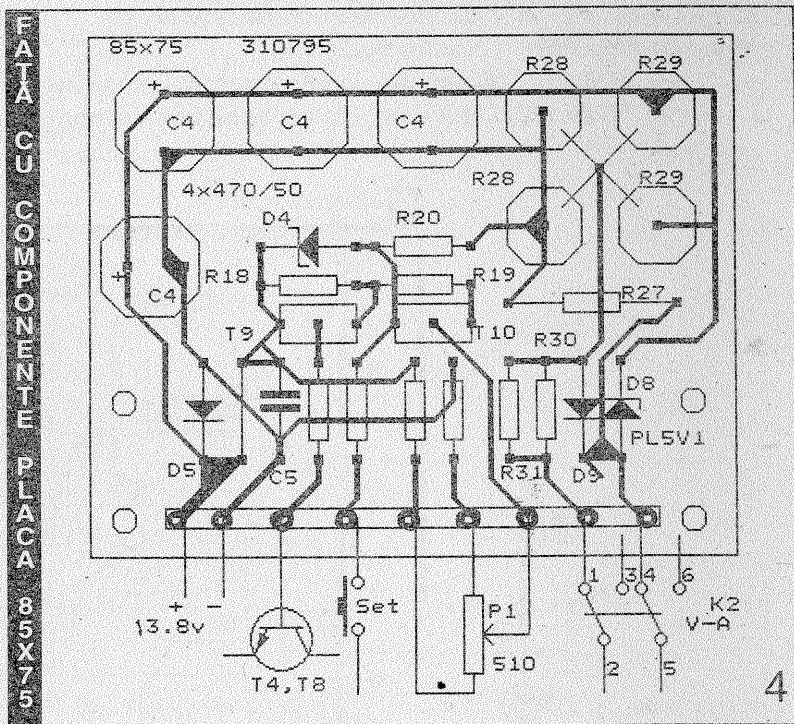 FATA CU COMPONENTE PLACA 85X75
85x75 310795
R28 R29
C4 C4 C4
4x470/50
R28 R29
D4 R20
R18 R19
C4 R27
T9 T10 R30
D8
PL5V1
D5 C5 R31 D9
+ -
13.8v
Set
P1
510
T4,T8
1 3 4 6
K2
V-A
2 5
4